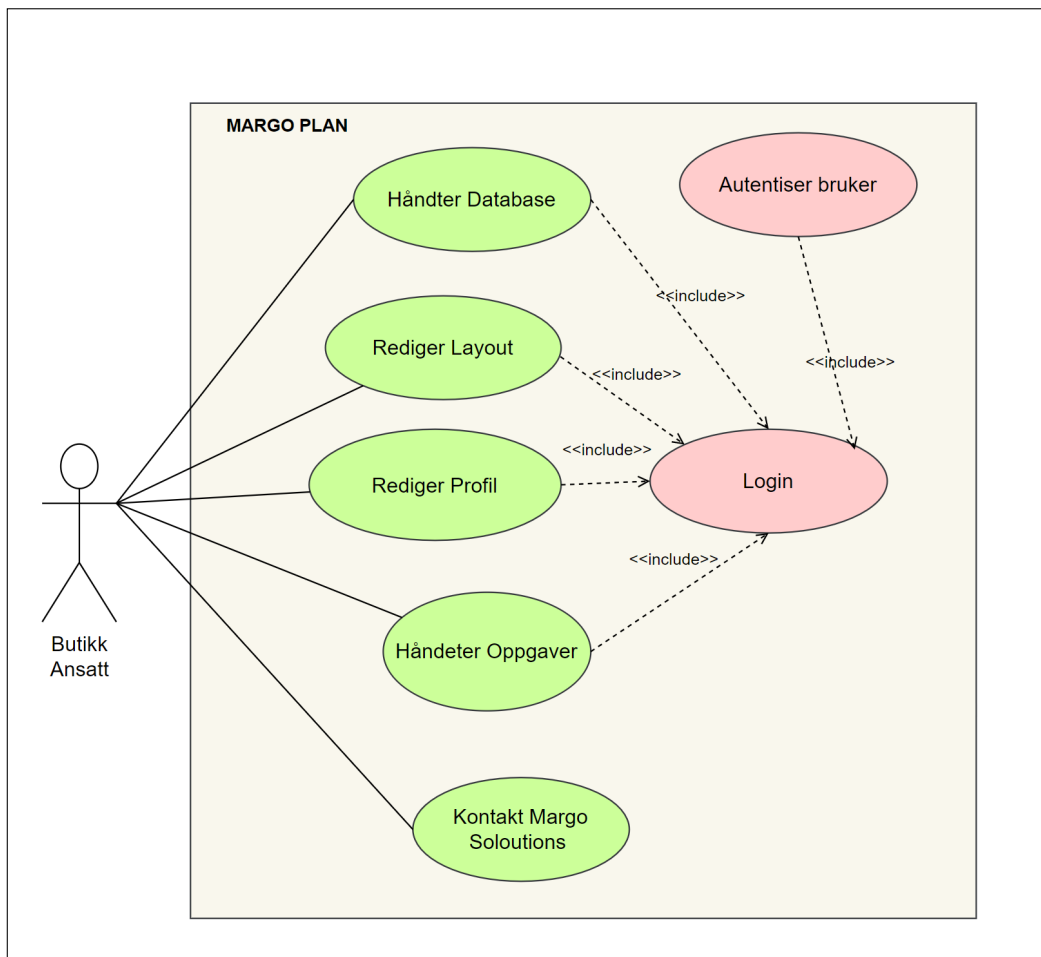 MARGO PLAN
Håndter Database
Autentiser bruker
<<include>>
Rediger Layout
<<include>>
<<include>>
<<include>>
Rediger Profil
Login
<<include>>
Håndeter Oppgaver
Butikk
Ansatt
Kontakt Margo
Soloutions